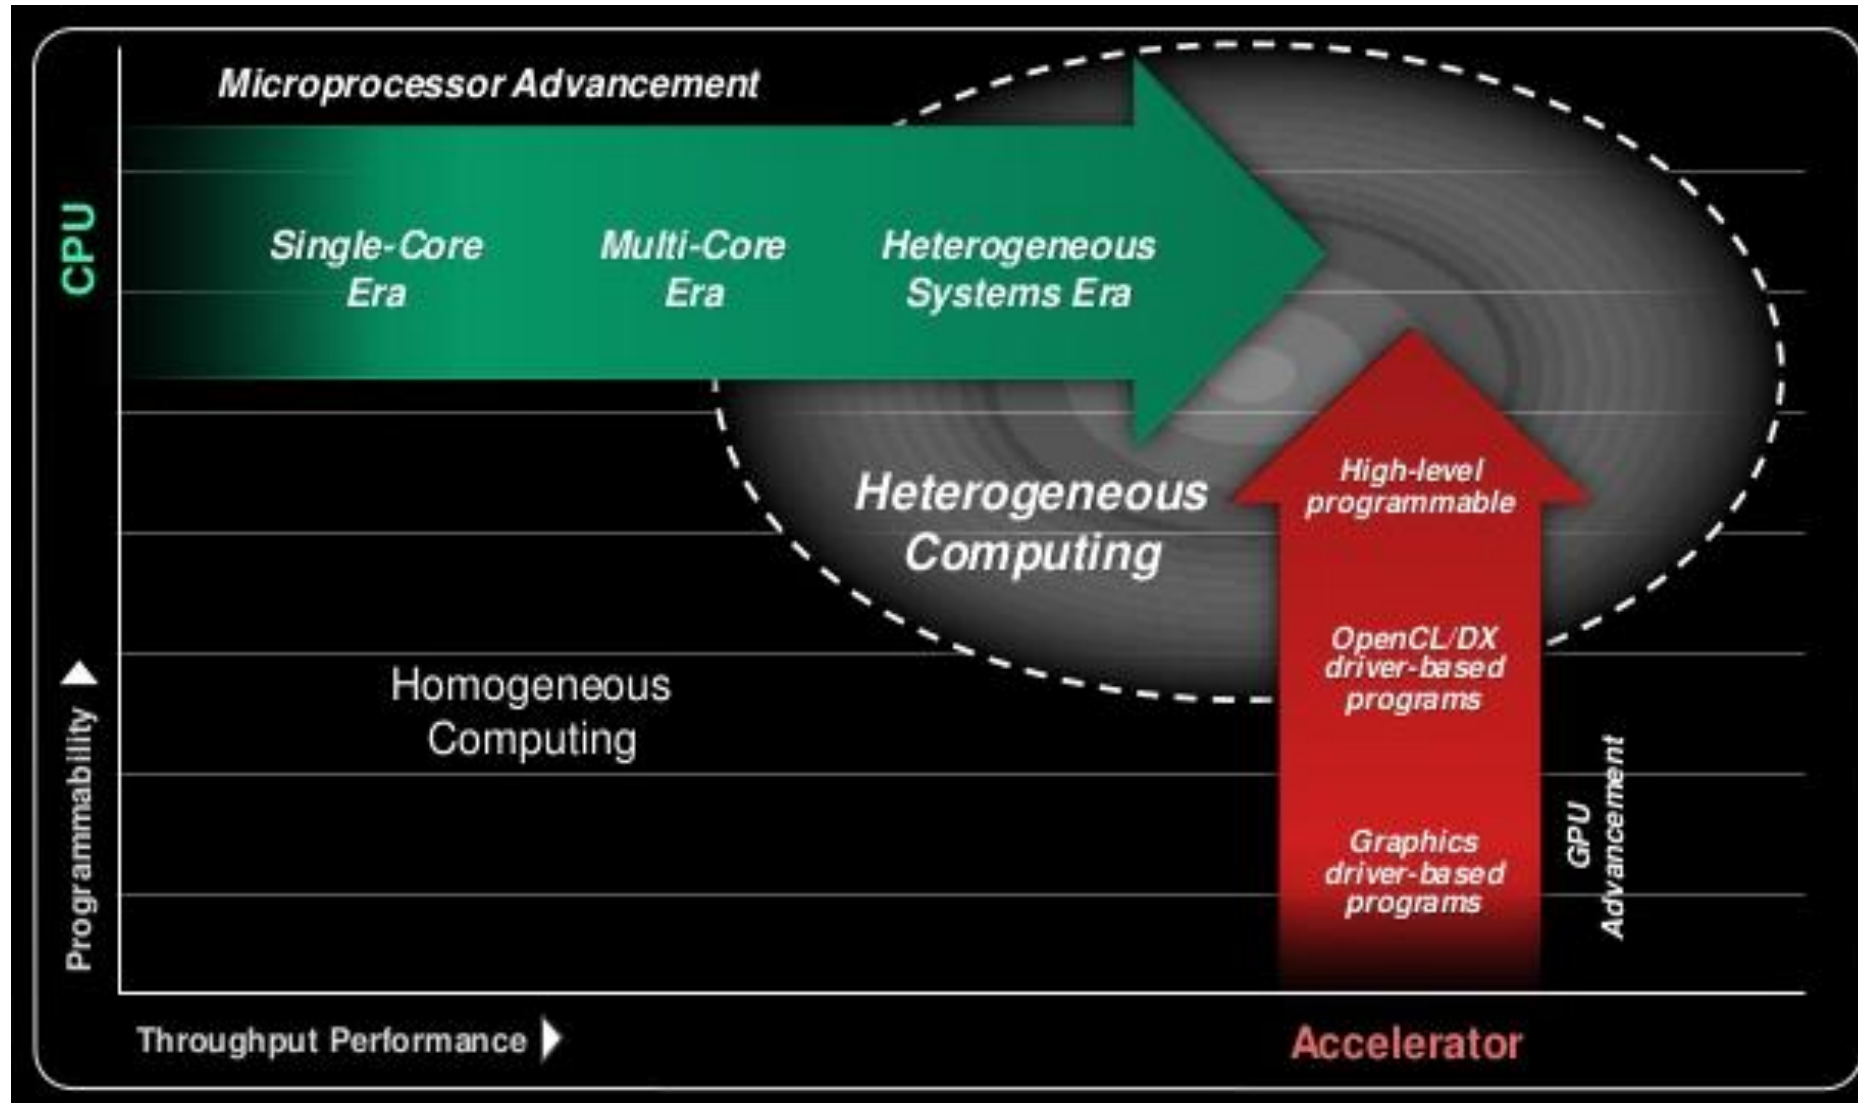 Microprocessor Advancement
CPU
Single-Core
Era
Multi-Core
Era
Heterogeneous
Systems Era
Heterogeneous
Computing
High-level
programmable
OpenCL/DX
driver-based
programs
Graphics
driver-based
programs
GPU
Advancement
Homogeneous
Computing
Programmability
Throughput Performance
Accelerator